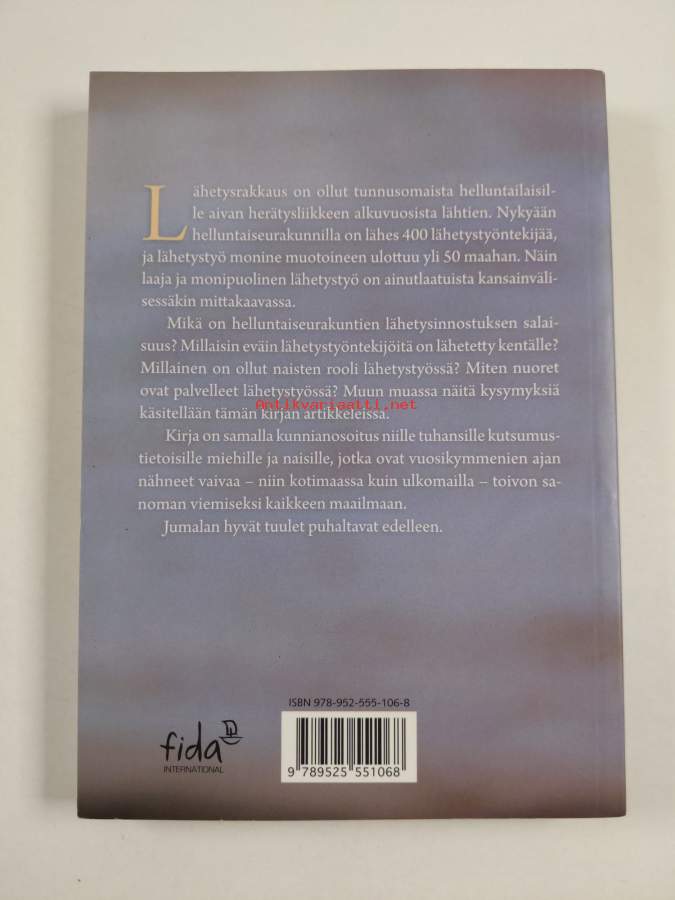 Lähetysrakkaus on ollut tunnusomaista helluntailaisil-
le aivan herätysliikkeen alkuvuosista lähtien. Nykyään
helluntaiseurakunnilla on lähes 400 lähetystyöntekijää,
ja lähetystyö monine muotoineen ulottuu yli 50 maahan. Näin
laaja ja monipuolinen lähetystyö on ainutlaatuista kansainväli-
sessäkin mittakaavassa.
Mikä on helluntaiseurakuntien lähetysinnostuksen salai-
suus? Millaisin eväin lähetystyöntekijöitä on lähetetty kentälle?
Millainen on ollut naisten rooli lähetystyössä? Miten nuoret
ovat palvelleet lähetystyössä? Muun muassa näitä kysymyksiä
Antikvariaatti.net
käsitellään tämän kirjan artikkeleissa.
Kirja on samalla kunnianosoitus niille tuhansille kutsumus-
tietoisille miehille ja naisille, jotka ovat vuosikymmenien ajan
nähneet vaivaa – niin kotimaassa kuin ulkomailla – toivon sa-
noman viemiseksi kaikkeen maailmaan.
Jumalan hyvät tuulet puhaltavat edelleen.
ISBN 978-952-555-106-8
fida
INTERNATIONAL
9 789525 551068